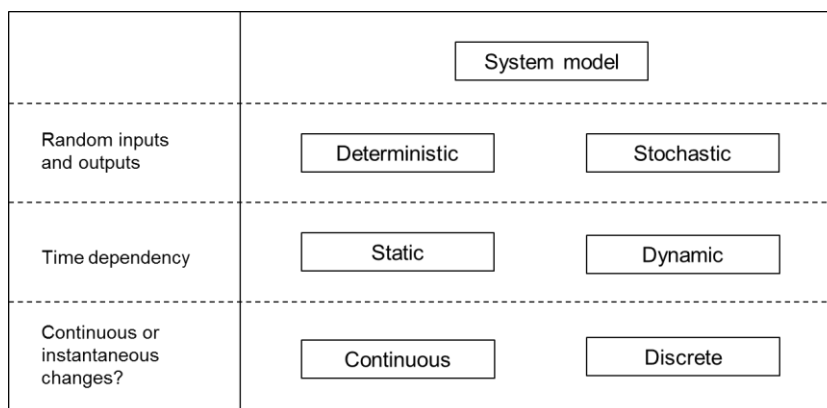 System model
Random inputs
and outputs
Deterministic
Stochastic
Time dependency
Static
Dynamic
Continuous or
instantaneous
changes?
Continuous
Discrete